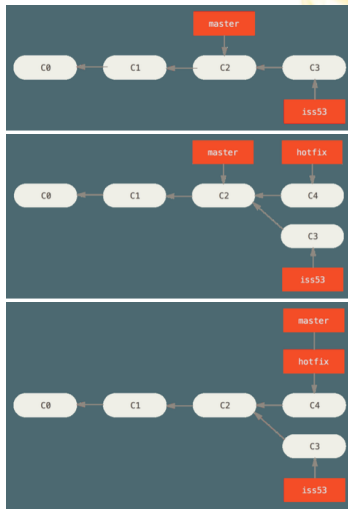 master
C0 C1 C2 C3
iss53
master hotfix
C0 C1 C2 C4
C3
iss53
master
hotfix
C0 C1 C2 C4
C3
iss53